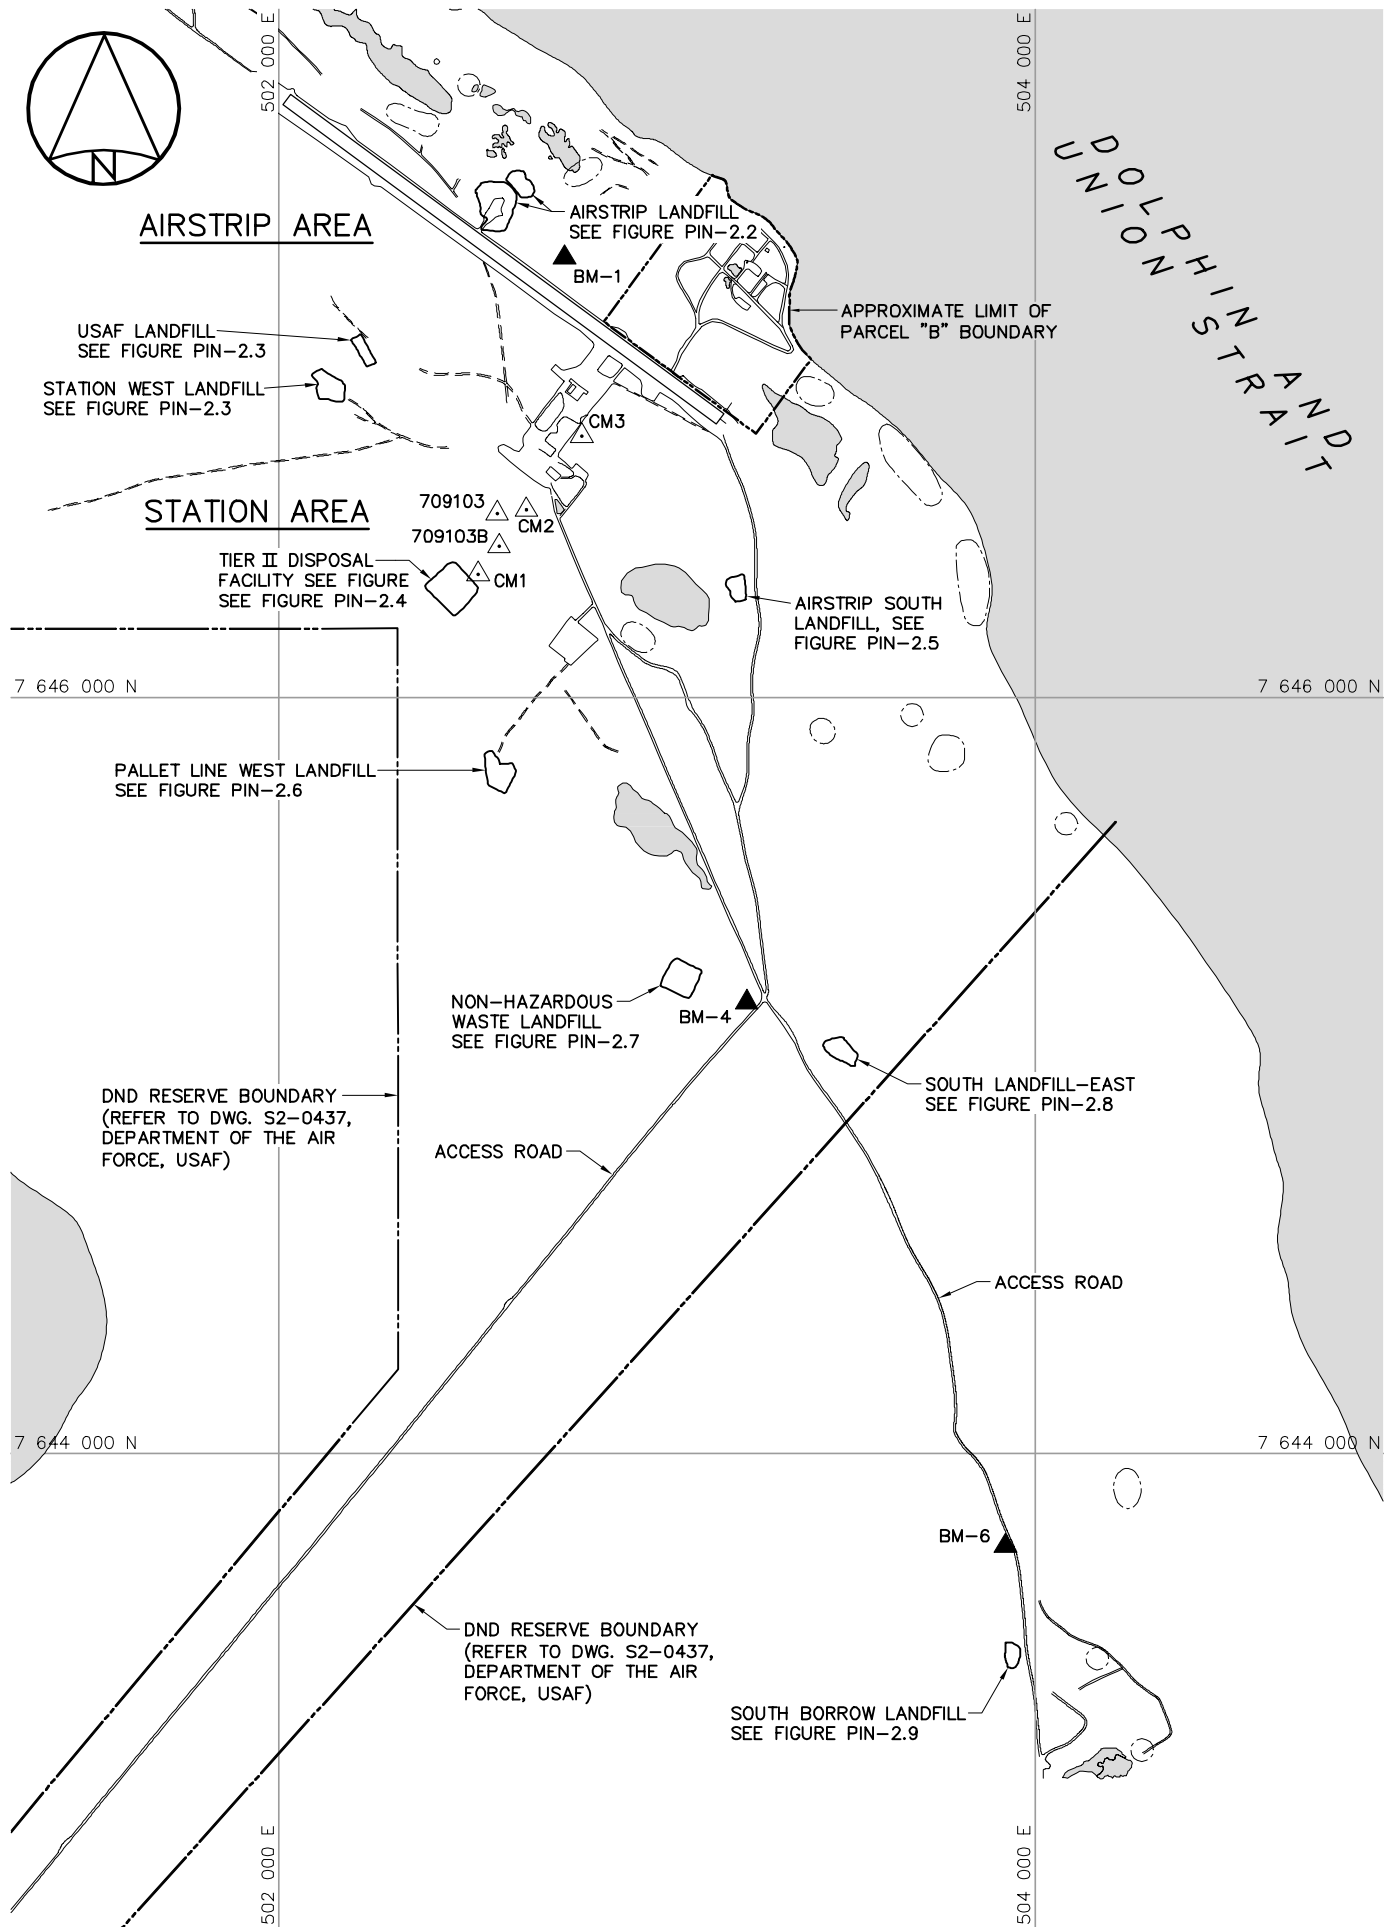 502 000 E
504 000 E
N
DOLPHIN AND
UNION STRAIT
AIRSTRIP AREA
AIRSTRIP LANDFILL
SEE FIGURE PIN-2.2
BM-1
APPROXIMATE LIMIT OF
PARCEL "B" BOUNDARY
USAF LANDFILL
SEE FIGURE PIN-2.3
STATION WEST LANDFILL
SEE FIGURE PIN-2.3
CM3
STATION AREA
709103
CM2
709103B
TIER II DISPOSAL
FACILITY SEE FIGURE
SEE FIGURE PIN-2.4
CM1
AIRSTRIP SOUTH
LANDFILL, SEE
FIGURE PIN-2.5
7 646 000 N
7 646 000 N
PALLET LINE WEST LANDFILL
SEE FIGURE PIN-2.6
NON-HAZARDOUS
WASTE LANDFILL
SEE FIGURE PIN-2.7
BM-4
SOUTH LANDFILL-EAST
SEE FIGURE PIN-2.8
DND RESERVE BOUNDARY
(REFER TO DWG. S2-0437,
DEPARTMENT OF THE AIR
FORCE, USAF)
ACCESS ROAD
ACCESS ROAD
7 644 000 N
7 644 000 N
BM-6
DND RESERVE BOUNDARY
(REFER TO DWG. S2-0437,
DEPARTMENT OF THE AIR
FORCE, USAF)
SOUTH BORROW LANDFILL
SEE FIGURE PIN-2.9
502 000 E
504 000 E